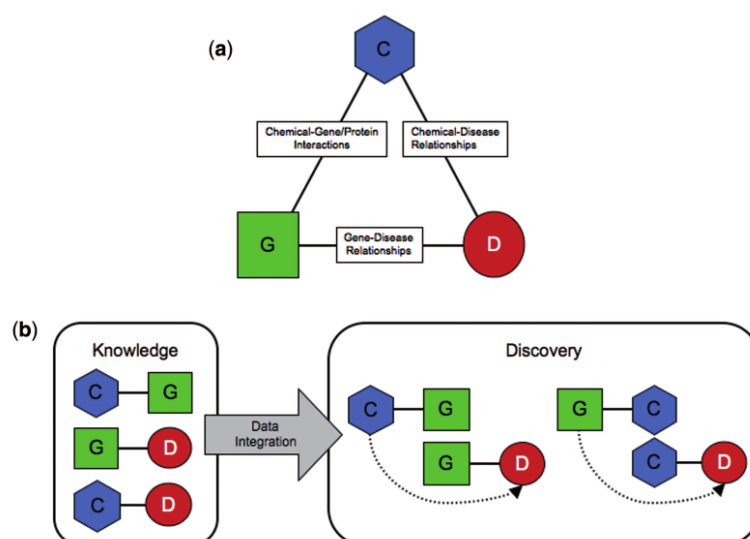 (a)
C
Chemical-Gene/Protein
Interactions
Chemical-Disease
Relationships
G
Gene-Disease
Relationships
D
(b)
Knowledge
C
G
G
D
C
D
Data
Integration
Discovery
C
G
G
D
G
C
C
D